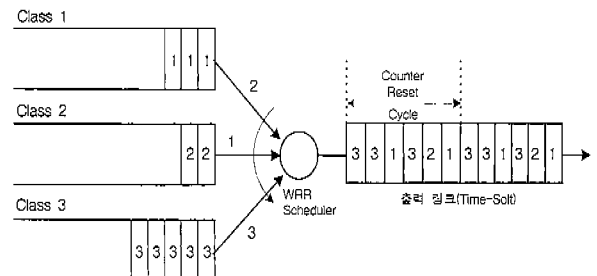 Class 1
1 1 1
2
Class 2
2 2
1
Class 3
3 3 3 3 3
3
WRR
Scheduler
Counter
Reset
Cycle
3 3 1 3 2 1 3 3 1 3 2 1
출력 링크(Time-Solt)